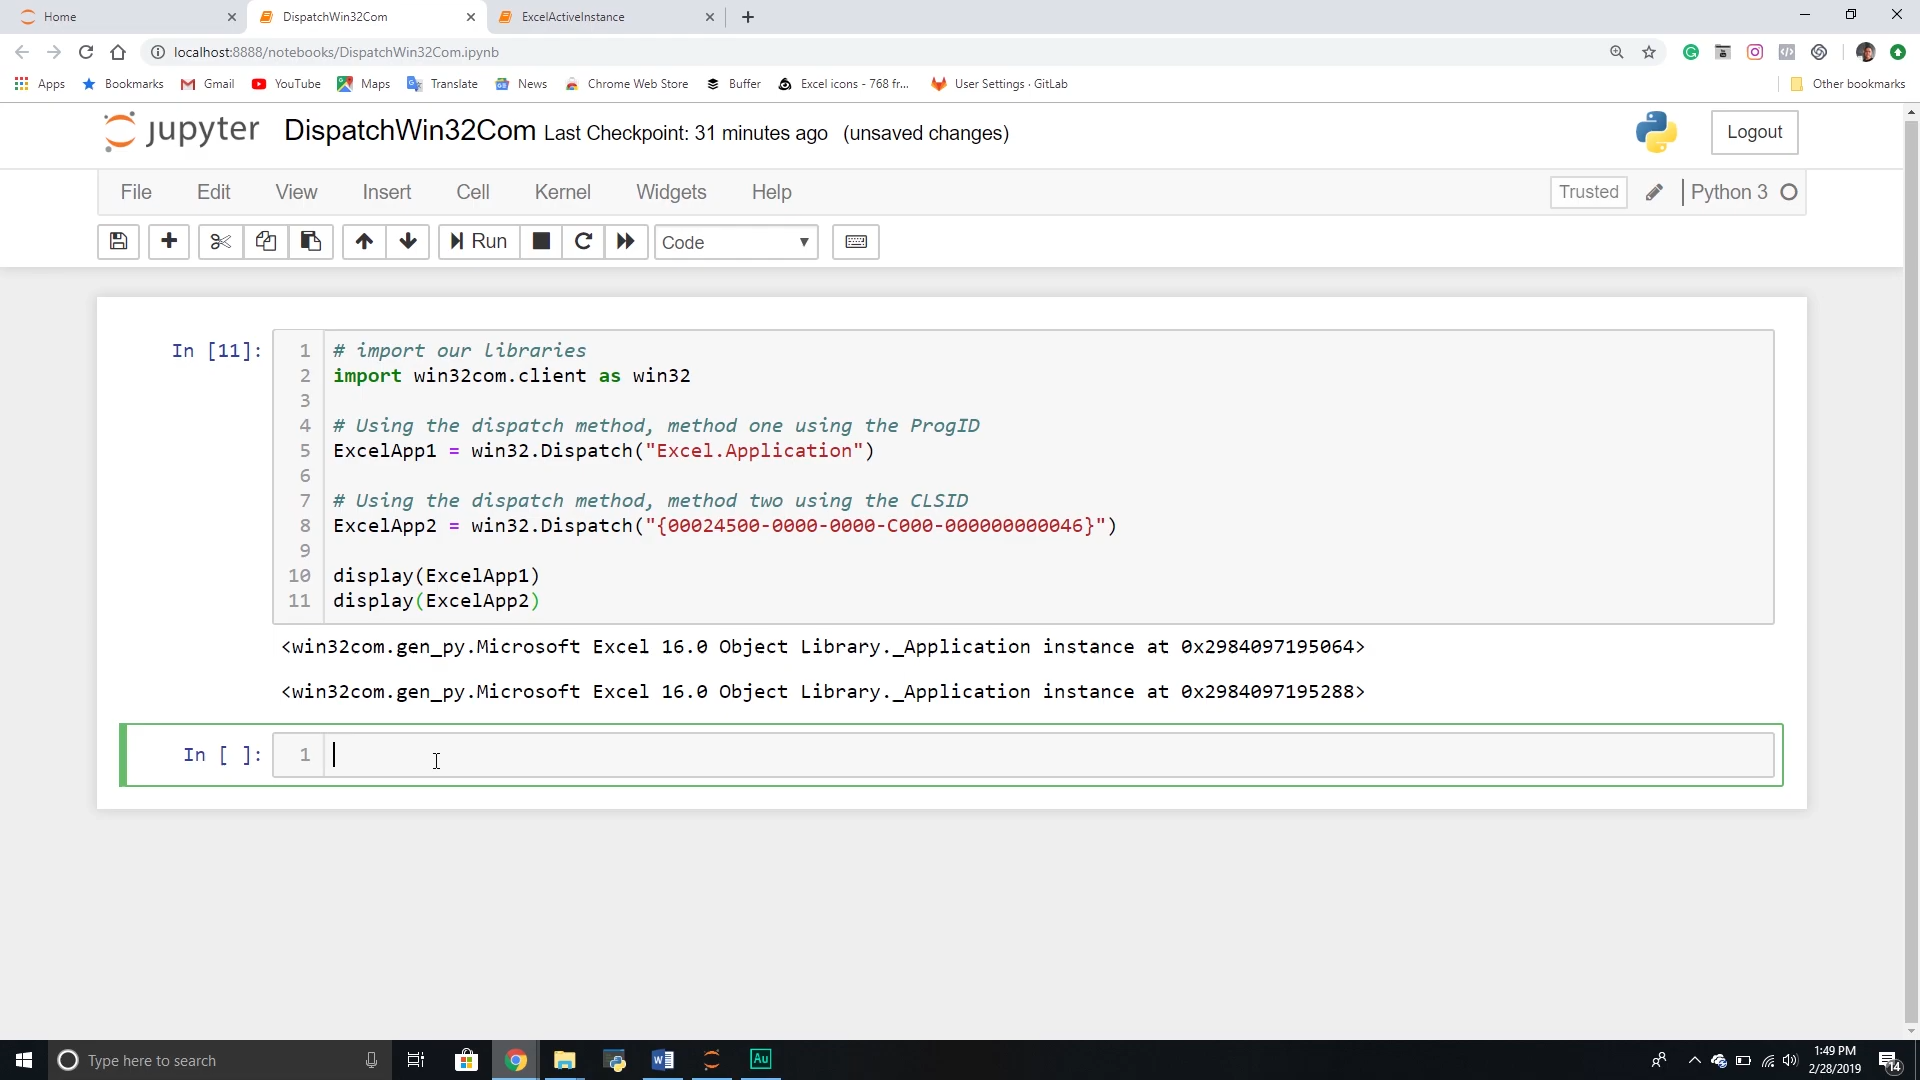 Home
DispatchWin32Com
ExcelActiveInstance
localhost:8888/notebooks/DispatchWin32Com.ipynb
Apps Bookmarks Gmail YouTube Maps Translate News Chrome Web Store Buffer Excel icons - 768 fr... User Settings · GitLab Other bookmarks
jupyter DispatchWin32Com Last Checkpoint: 31 minutes ago (unsaved changes) Logout
File Edit View Insert Cell Kernel Widgets Help Trusted Python 3
Run Code
In [11]:
1 # import our libraries
2 import win32com.client as win32
3
4 # Using the dispatch method, method one using the ProgID
5 ExcelApp1 = win32.Dispatch("Excel.Application")
6
7 # Using the dispatch method, method two using the CLSID
8 ExcelApp2 = win32.Dispatch("{00024500-0000-0000-C000-000000000046}")
9
10 display(ExcelApp1)
11 display(ExcelApp2)
<win32com.gen_py.Microsoft Excel 16.0 Object Library._Application instance at 0x2984097195064>
<win32com.gen_py.Microsoft Excel 16.0 Object Library._Application instance at 0x2984097195288>
In [ ]: 1
Type here to search
Au
1:49 PM
2/28/2019
14